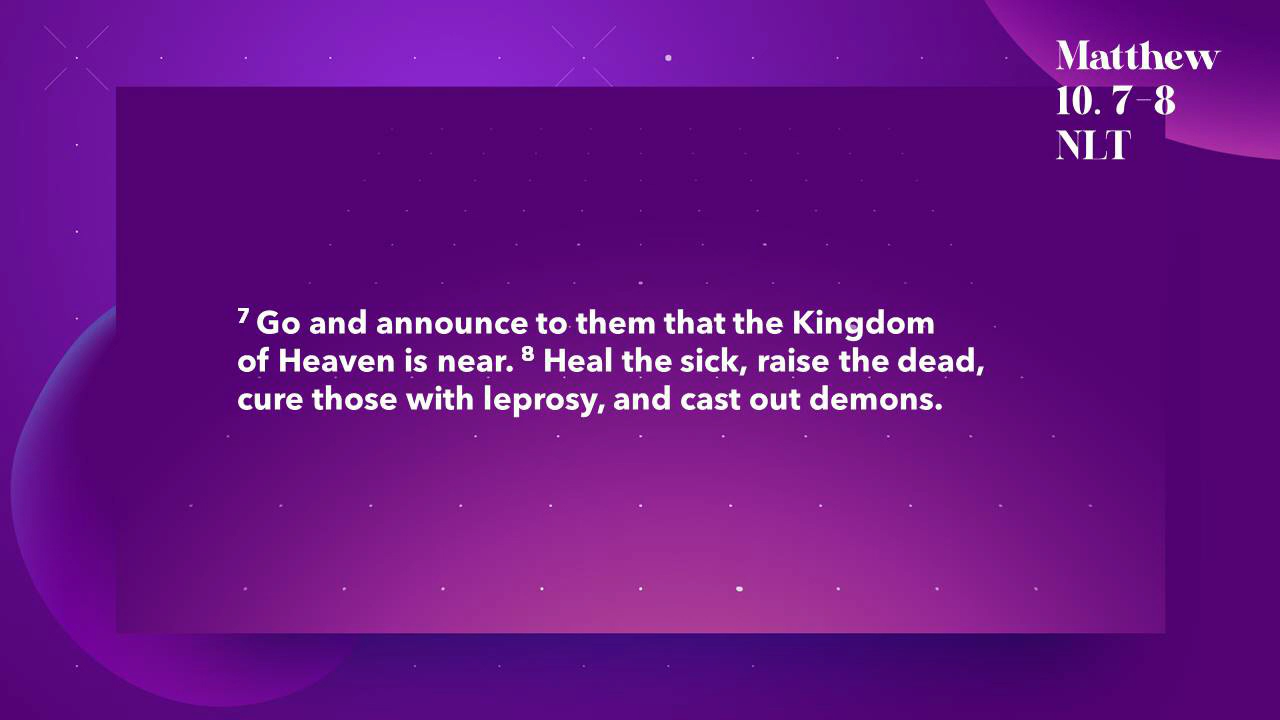 Matthew
10. 7-8
NLT
7 Go and announce to them that the Kingdom
of Heaven is near. 8 Heal the sick, raise the dead,
cure those with leprosy, and cast out demons.